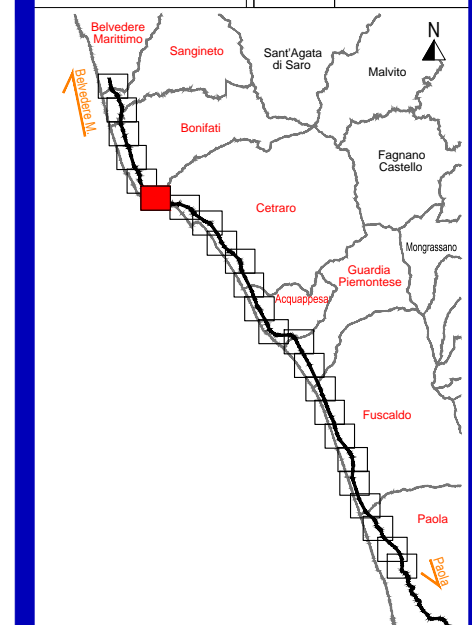 Belvedere
Marittimo
Sangineto
Sant'Agata
di Saro
N
Malvito
Belvedere M.
Bonifati
Fagnano
Castello
Cetraro
Mongrassano
Guardia
Piemontese
Acquappesa
Fuscaldo
Paola
Paola